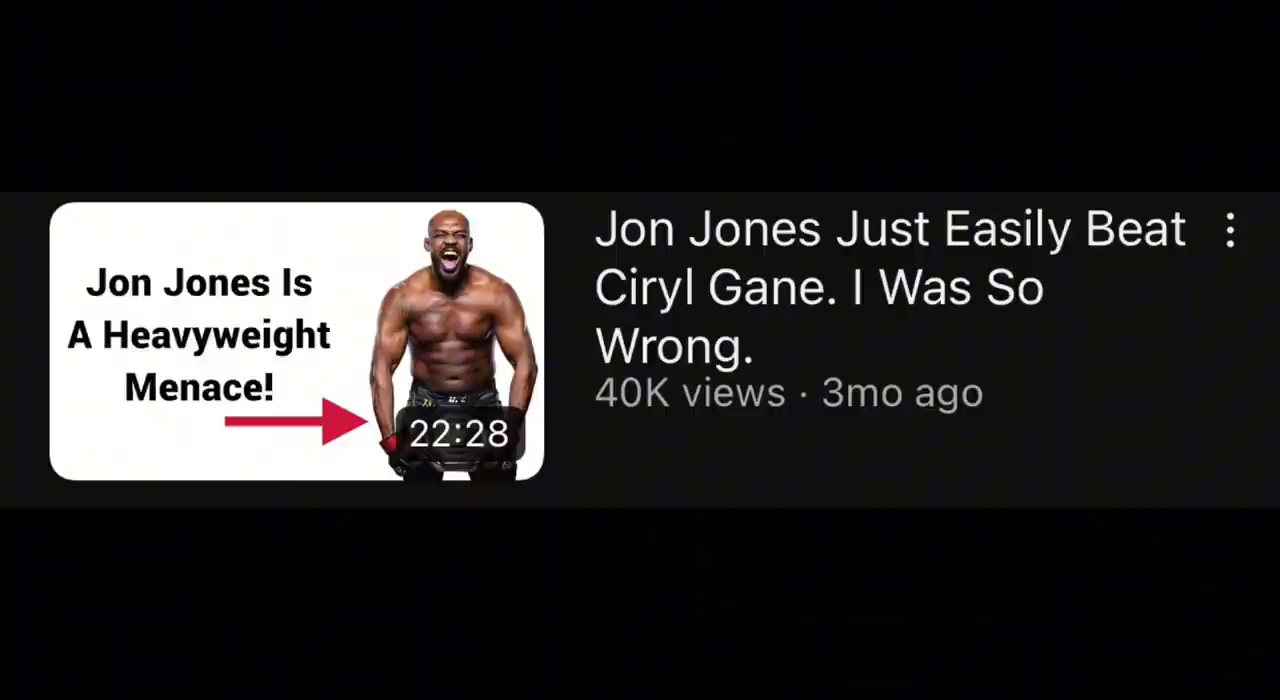 Jon Jones Is
A Heavyweight
Menace!
22:28
Jon Jones Just Easily Beat
Ciryl Gane. I Was So
Wrong.
40K views · 3mo ago